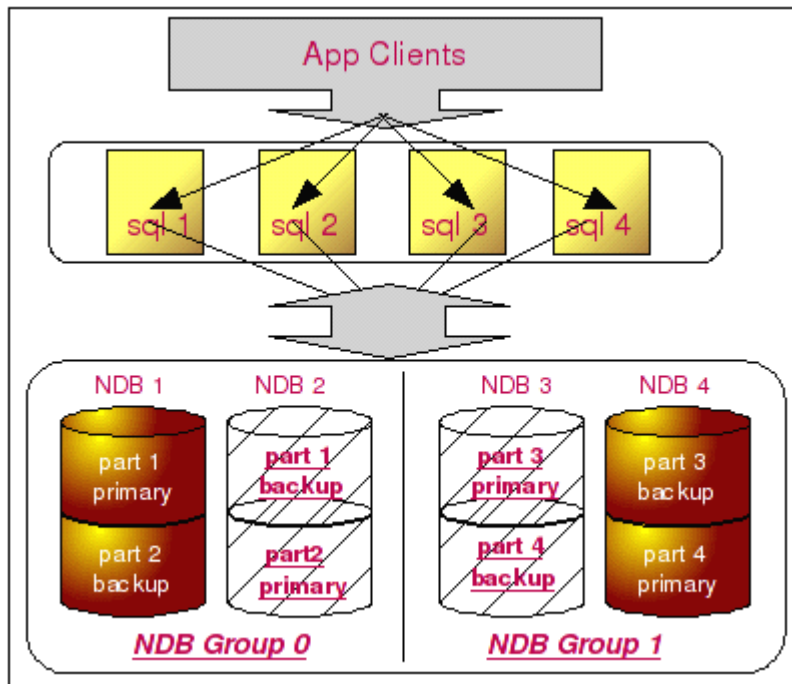 App Clients
sql 1
sql 2
sql 3
sql 4
NDB 1
NDB 2
NDB 3
NDB 4
part 1
primary
part 2
backup
part 1
backup
part2
primary
part 3
primary
part 4
backup
part 3
backup
part 4
primary
NDB Group 0
NDB Group 1